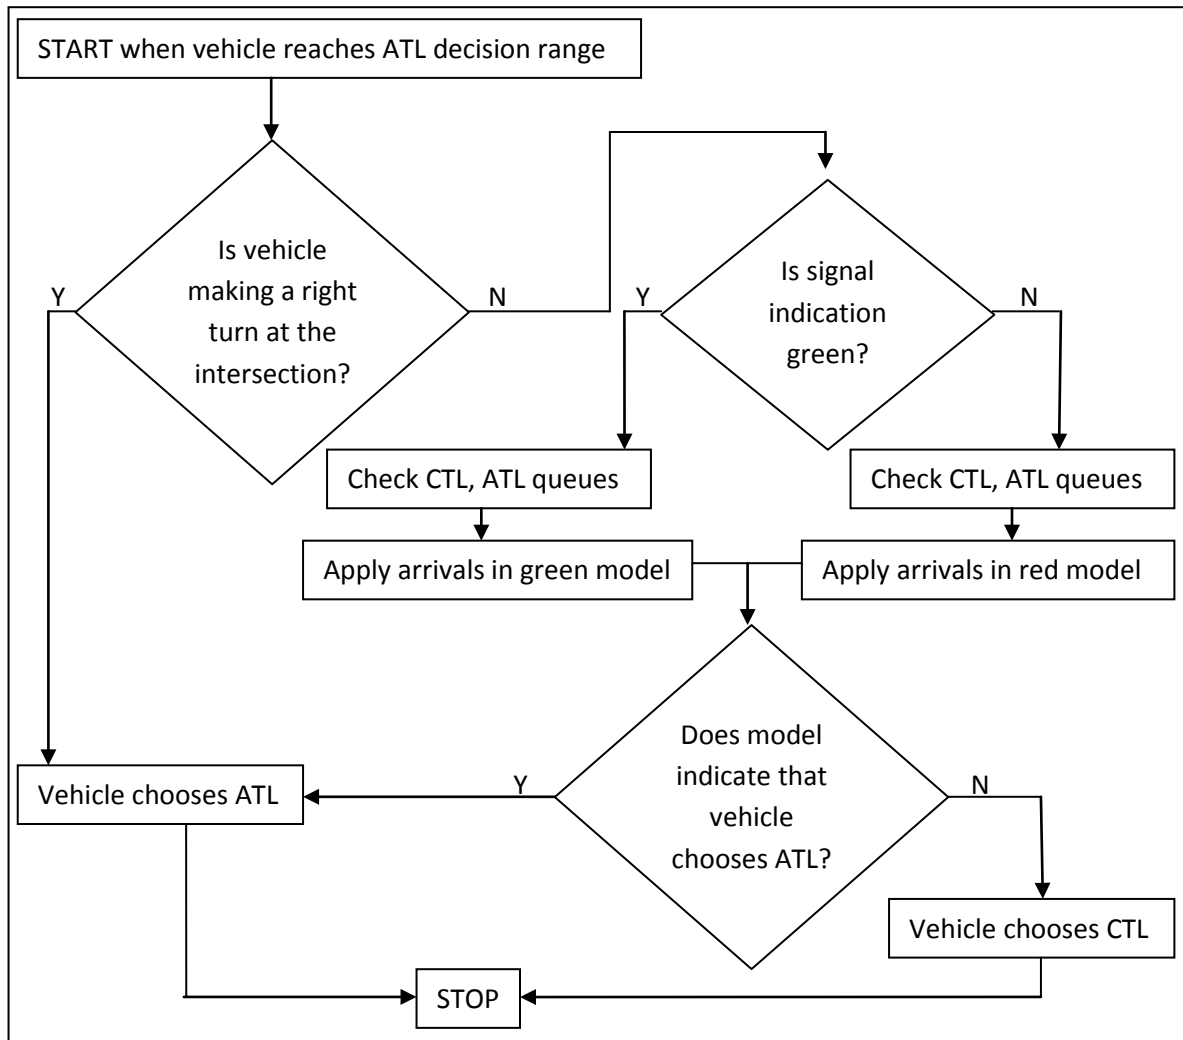 START when vehicle reaches ATL decision range
Is vehicle
making a right
turn at the
intersection?
Y
N
Is signal
indication
green?
Y
N
Check CTL, ATL queues
Check CTL, ATL queues
Apply arrivals in green model
Apply arrivals in red model
Does model
indicate that
vehicle
chooses ATL?
Y
N
Vehicle chooses ATL
Vehicle chooses CTL
STOP